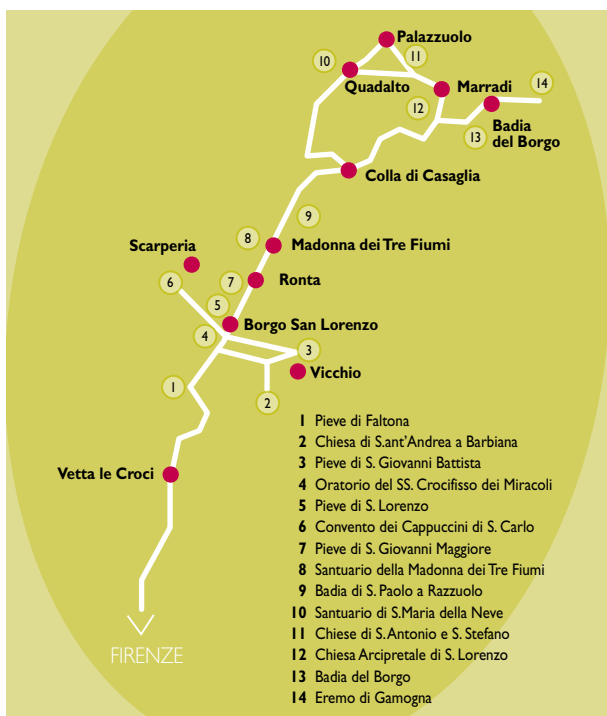 Palazzuolo
10
11
Quadalto
Marradi
14
12
13
Badia
del Borgo
Colla di Casaglia
9
8
Madonna dei Tre Fiumi
Scarperia
6
7
Ronta
5
Borgo San Lorenzo
4
3
Vicchio
1
2
Vetta le Croci
FIRENZE
1 Pieve di Faltona
2 Chiesa di S.ant'Andrea a Barbiana
3 Pieve di S. Giovanni Battista
4 Oratorio del SS. Crocifisso dei Miracoli
5 Pieve di S. Lorenzo
6 Convento dei Cappuccini di S. Carlo
7 Pieve di S. Giovanni Maggiore
8 Santuario della Madonna dei Tre Fiumi
9 Badia di S. Paolo a Razzuolo
10 Santuario di S.Maria della Neve
11 Chiese di S. Antonio e S. Stefano
12 Chiesa Arcipretale di S. Lorenzo
13 Badia del Borgo
14 Eremo di Gamogna